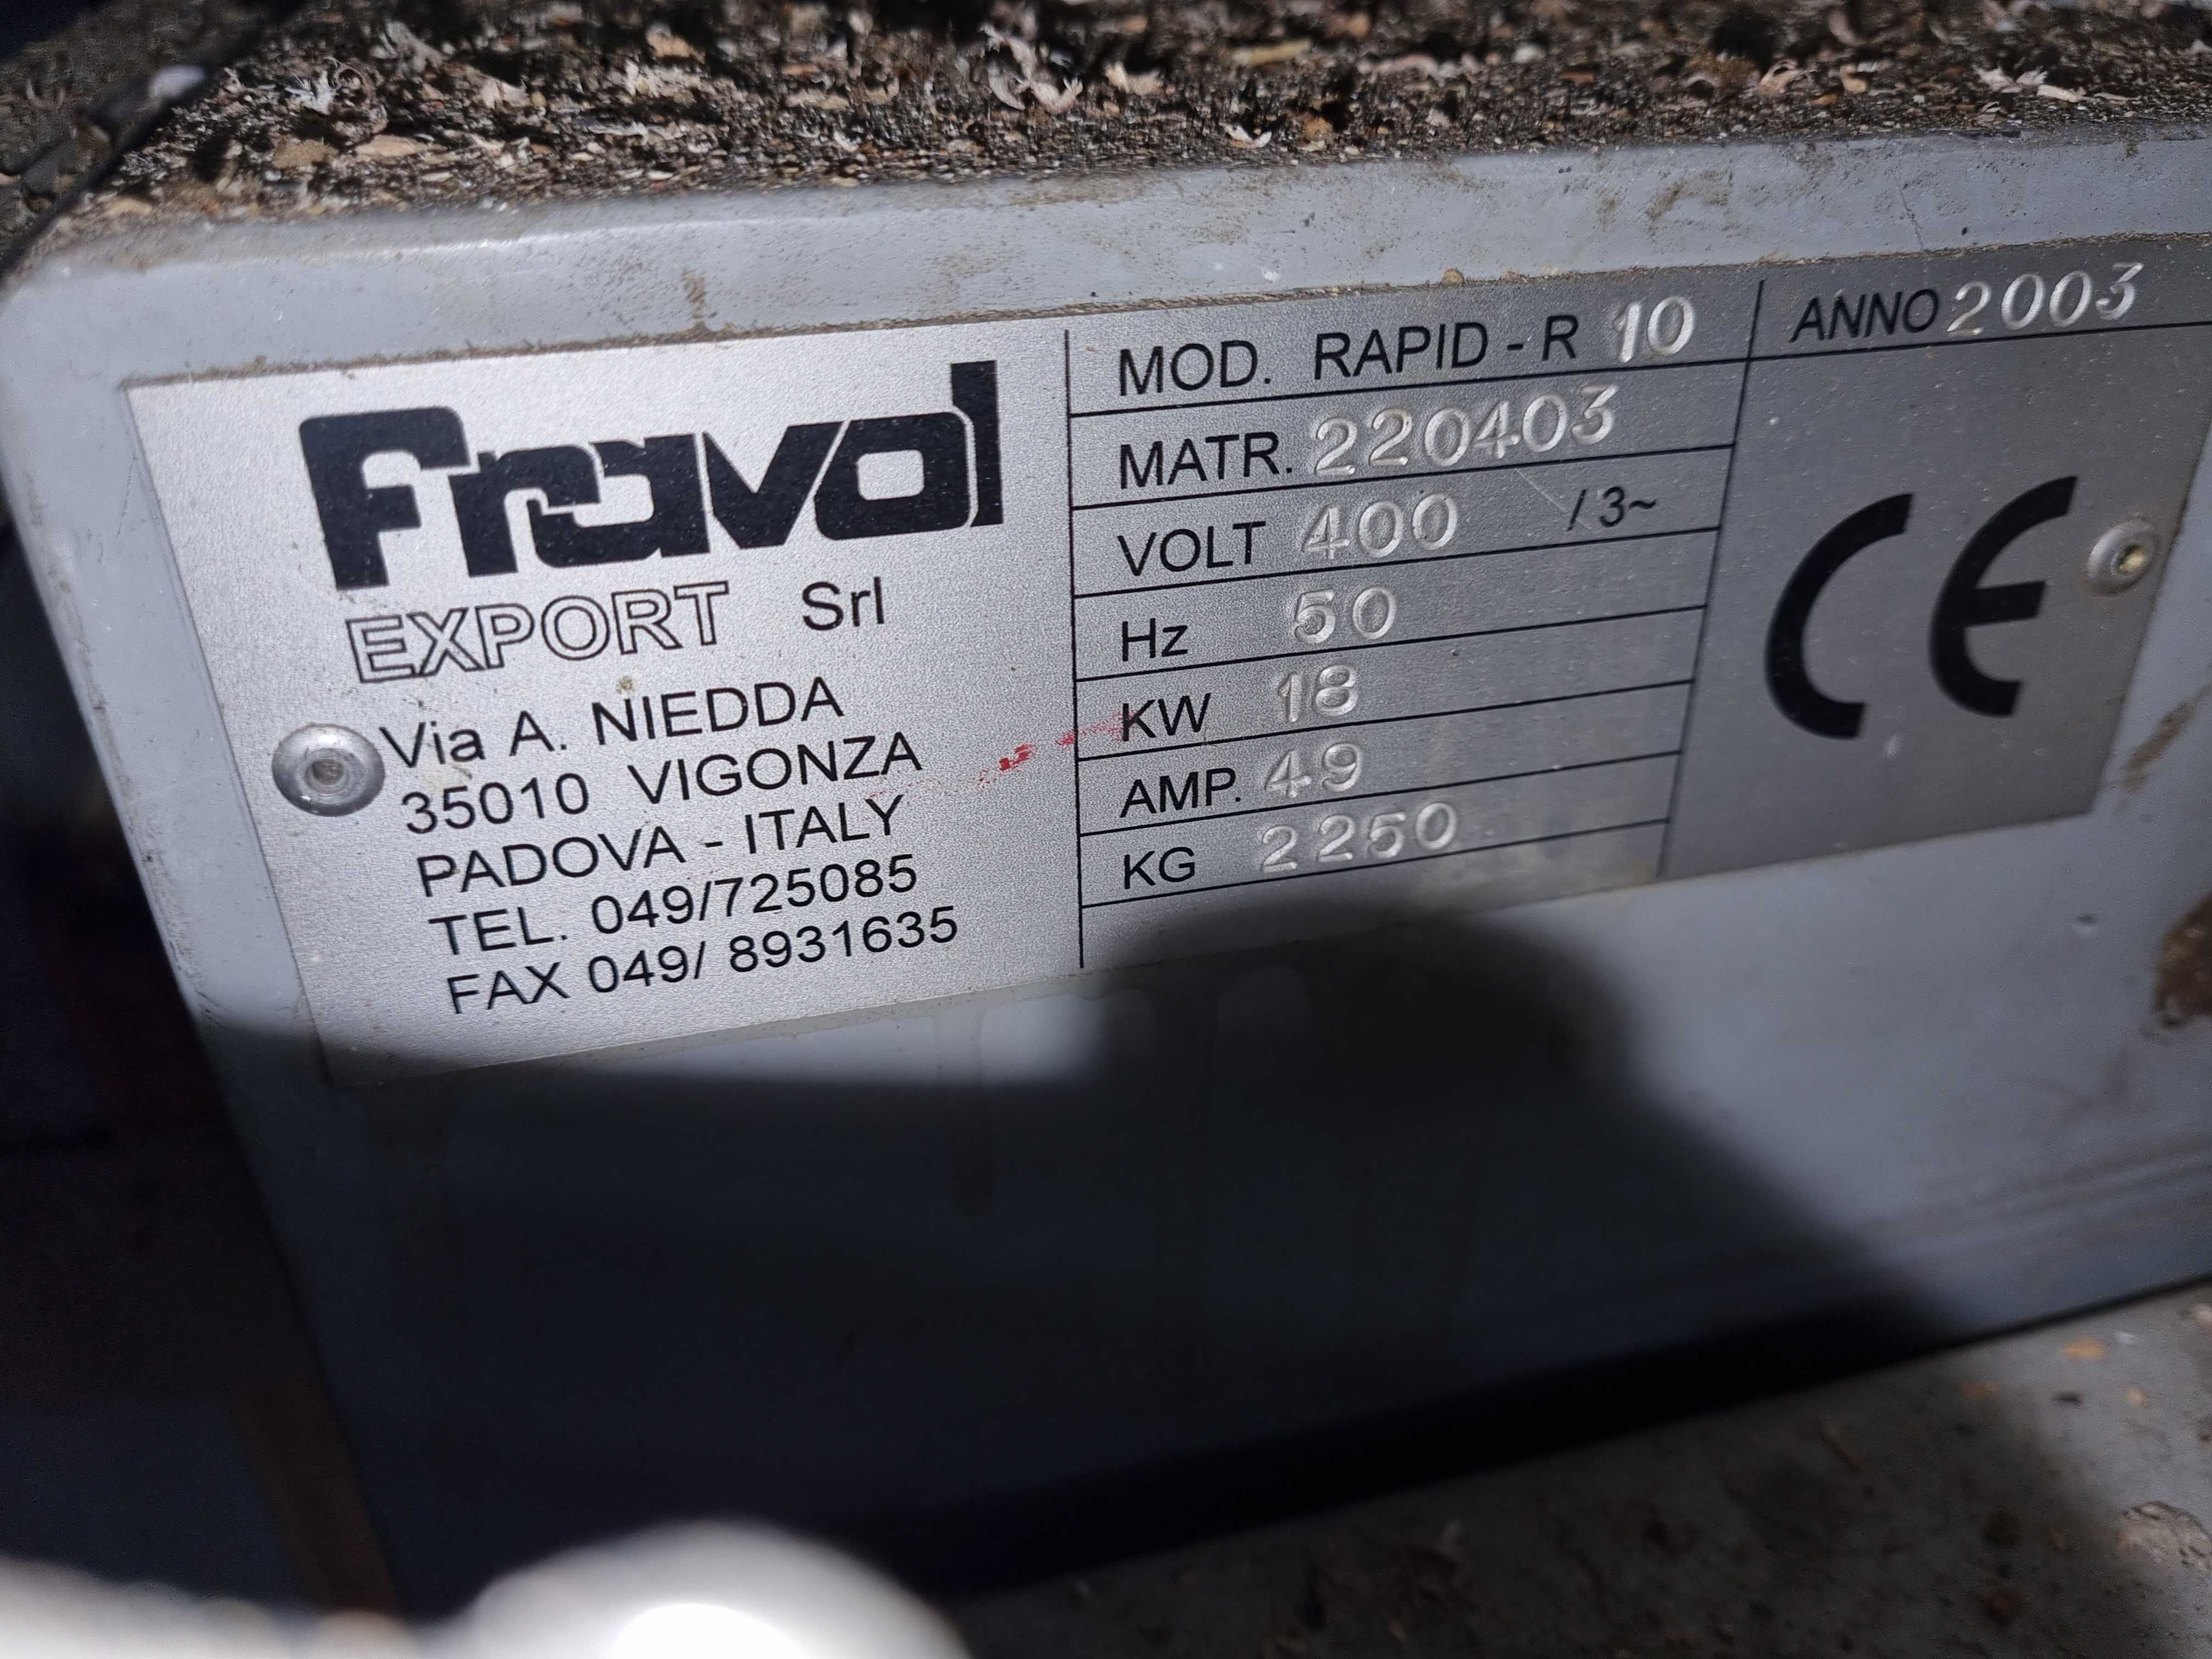 Fravol
EXPORT Srl
Via A. NIEDDA
35010 VIGONZA
PADOVA - ITALY
TEL. 049/725085
FAX 049/ 8931635
MOD. RAPID - R 10
ANNO 2003
MATR. 220403
VOLT 400 / 3~
Hz 50
KW 18
AMP. 49
KG 2250
CE